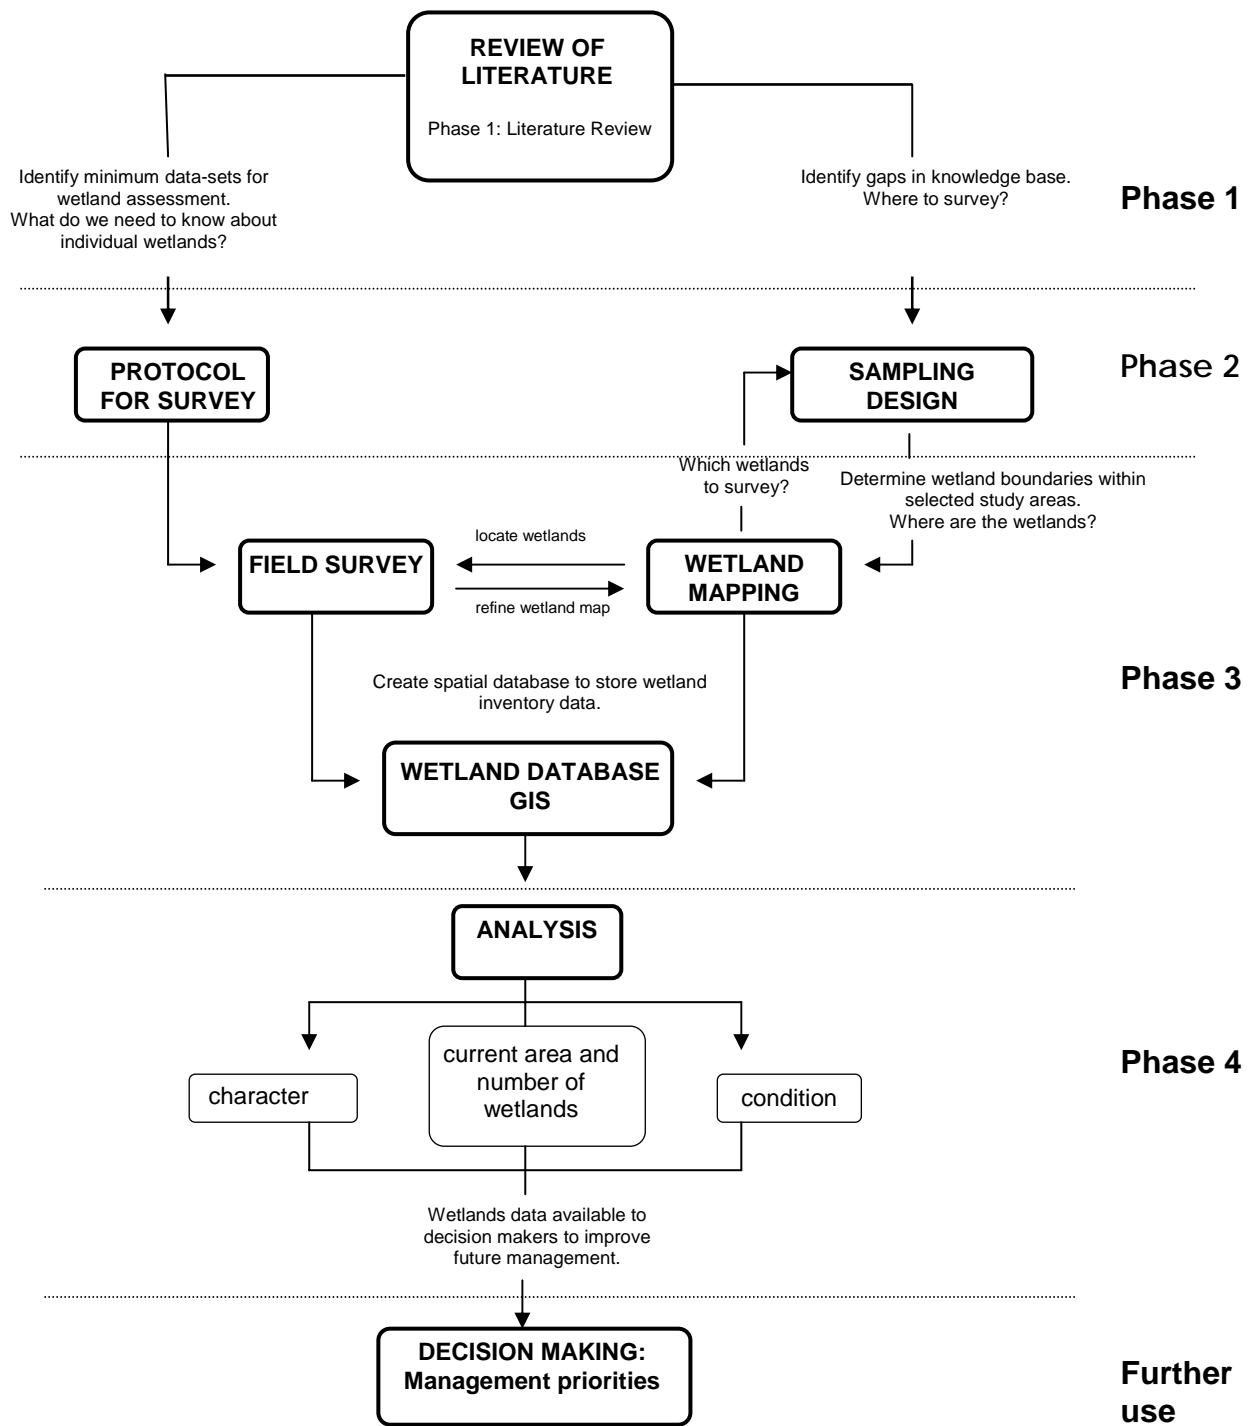 REVIEW OF
LITERATURE
Phase 1: Literature Review
Identify minimum data-sets for
wetland assessment.
What do we need to know about
individual wetlands?
Identify gaps in knowledge base.
Where to survey?
Phase 1
PROTOCOL
FOR SURVEY
SAMPLING
DESIGN
Phase 2
Which wetlands
to survey?
Determine wetland boundaries within
selected study areas.
Where are the wetlands?
FIELD SURVEY
locate wetlands
refine wetland map
WETLAND
MAPPING
Create spatial database to store wetland
inventory data.
Phase 3
WETLAND DATABASE
GIS
ANALYSIS
character
current area and
number of
wetlands
condition
Phase 4
Wetlands data available to
decision makers to improve
future management.
DECISION MAKING:
Management priorities
Further
use